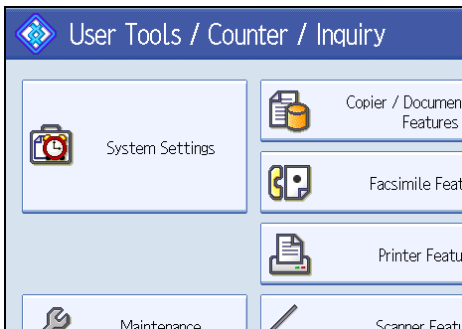 User Tools / Counter / Inquiry
System Settings
Copier / Documen
Features
Facsimile Feat
Printer Featu
Maintenance
Scanner Featu